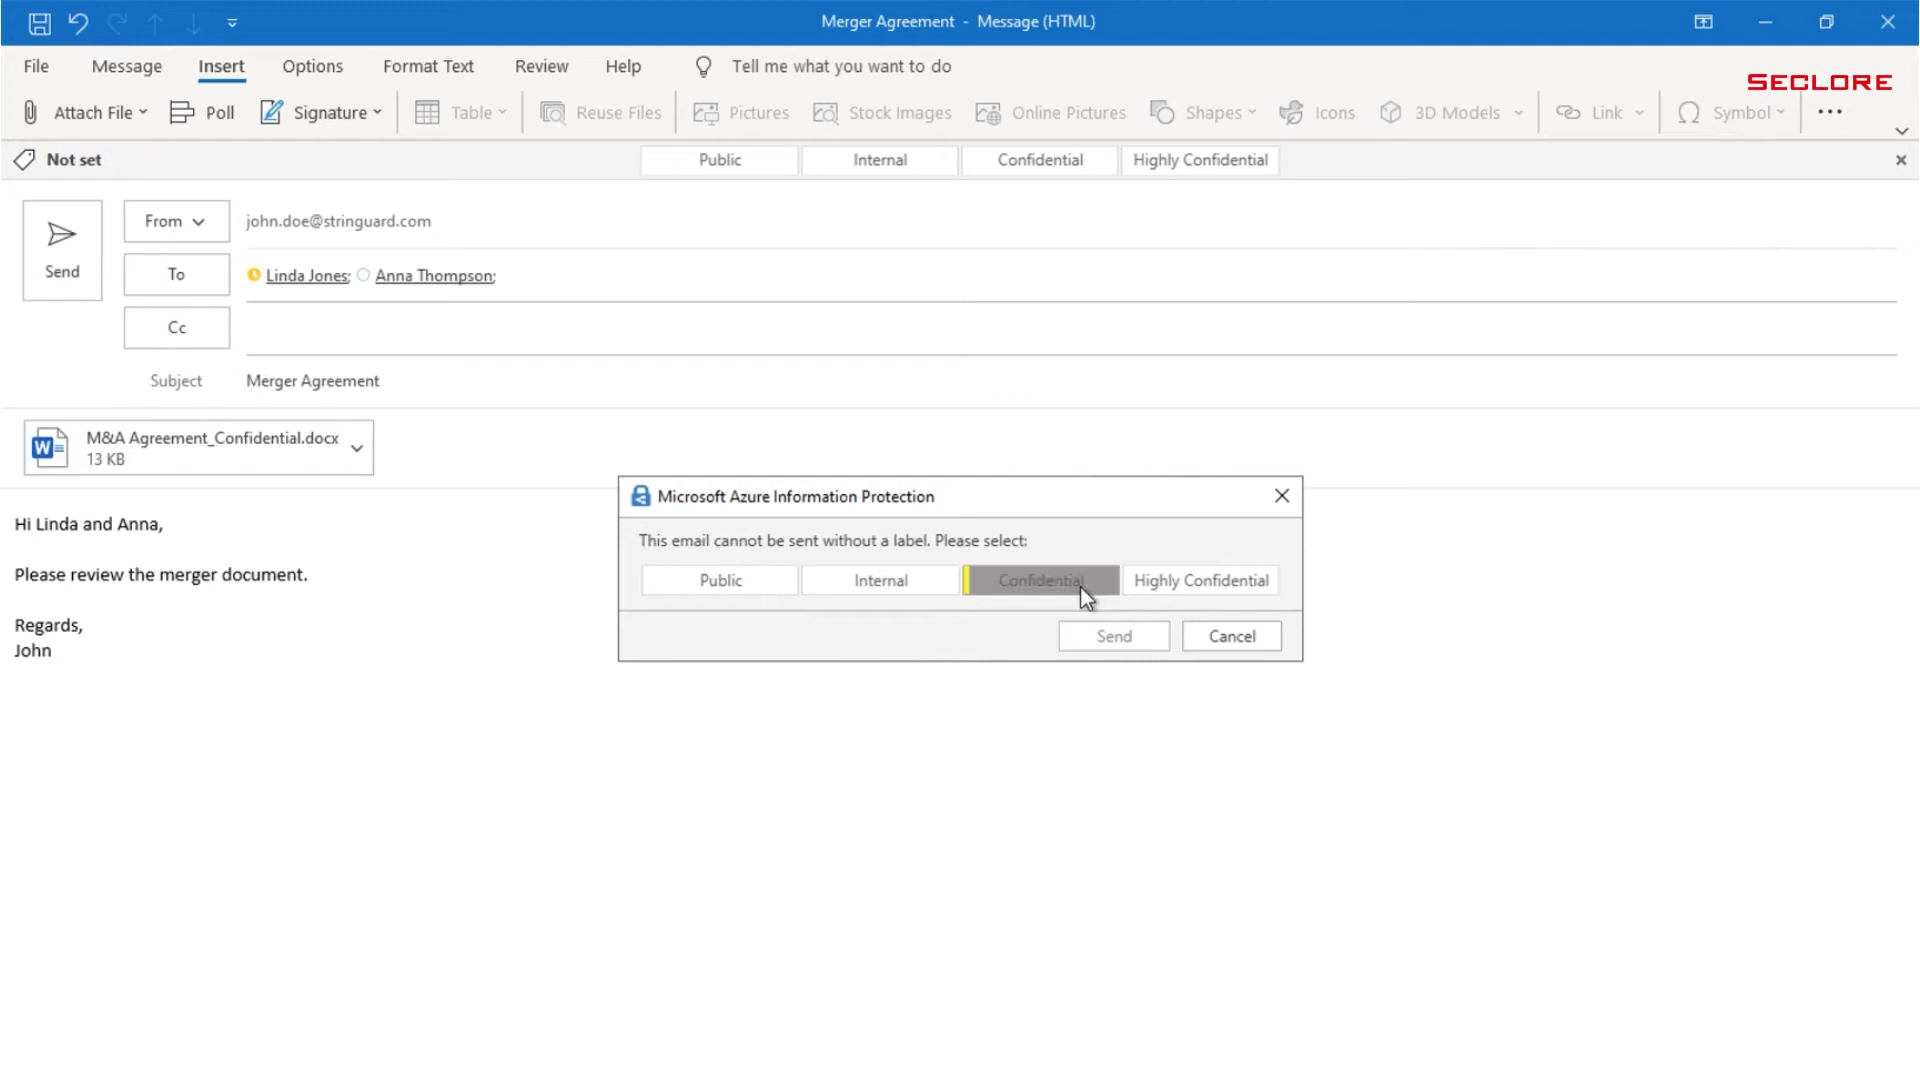 Merger Agreement - Message (HTML)
File Message Insert Options Format Text Review Help Tell me what you want to do
SECLORE
Attach File Poll Signature Table Reuse Files Pictures Stock Images Online Pictures Shapes Icons 3D Models Link Symbol
Not set Public Internal Confidential Highly Confidential
From john.doe@stringuard.com
Send
To Linda Jones; Anna Thompson;
Cc
Subject Merger Agreement
M&A Agreement_Confidential.docx
13 KB
Microsoft Azure Information Protection
This email cannot be sent without a label. Please select:
Public Internal Confidential Highly Confidential
Send Cancel
Hi Linda and Anna,
Please review the merger document.
Regards,
John